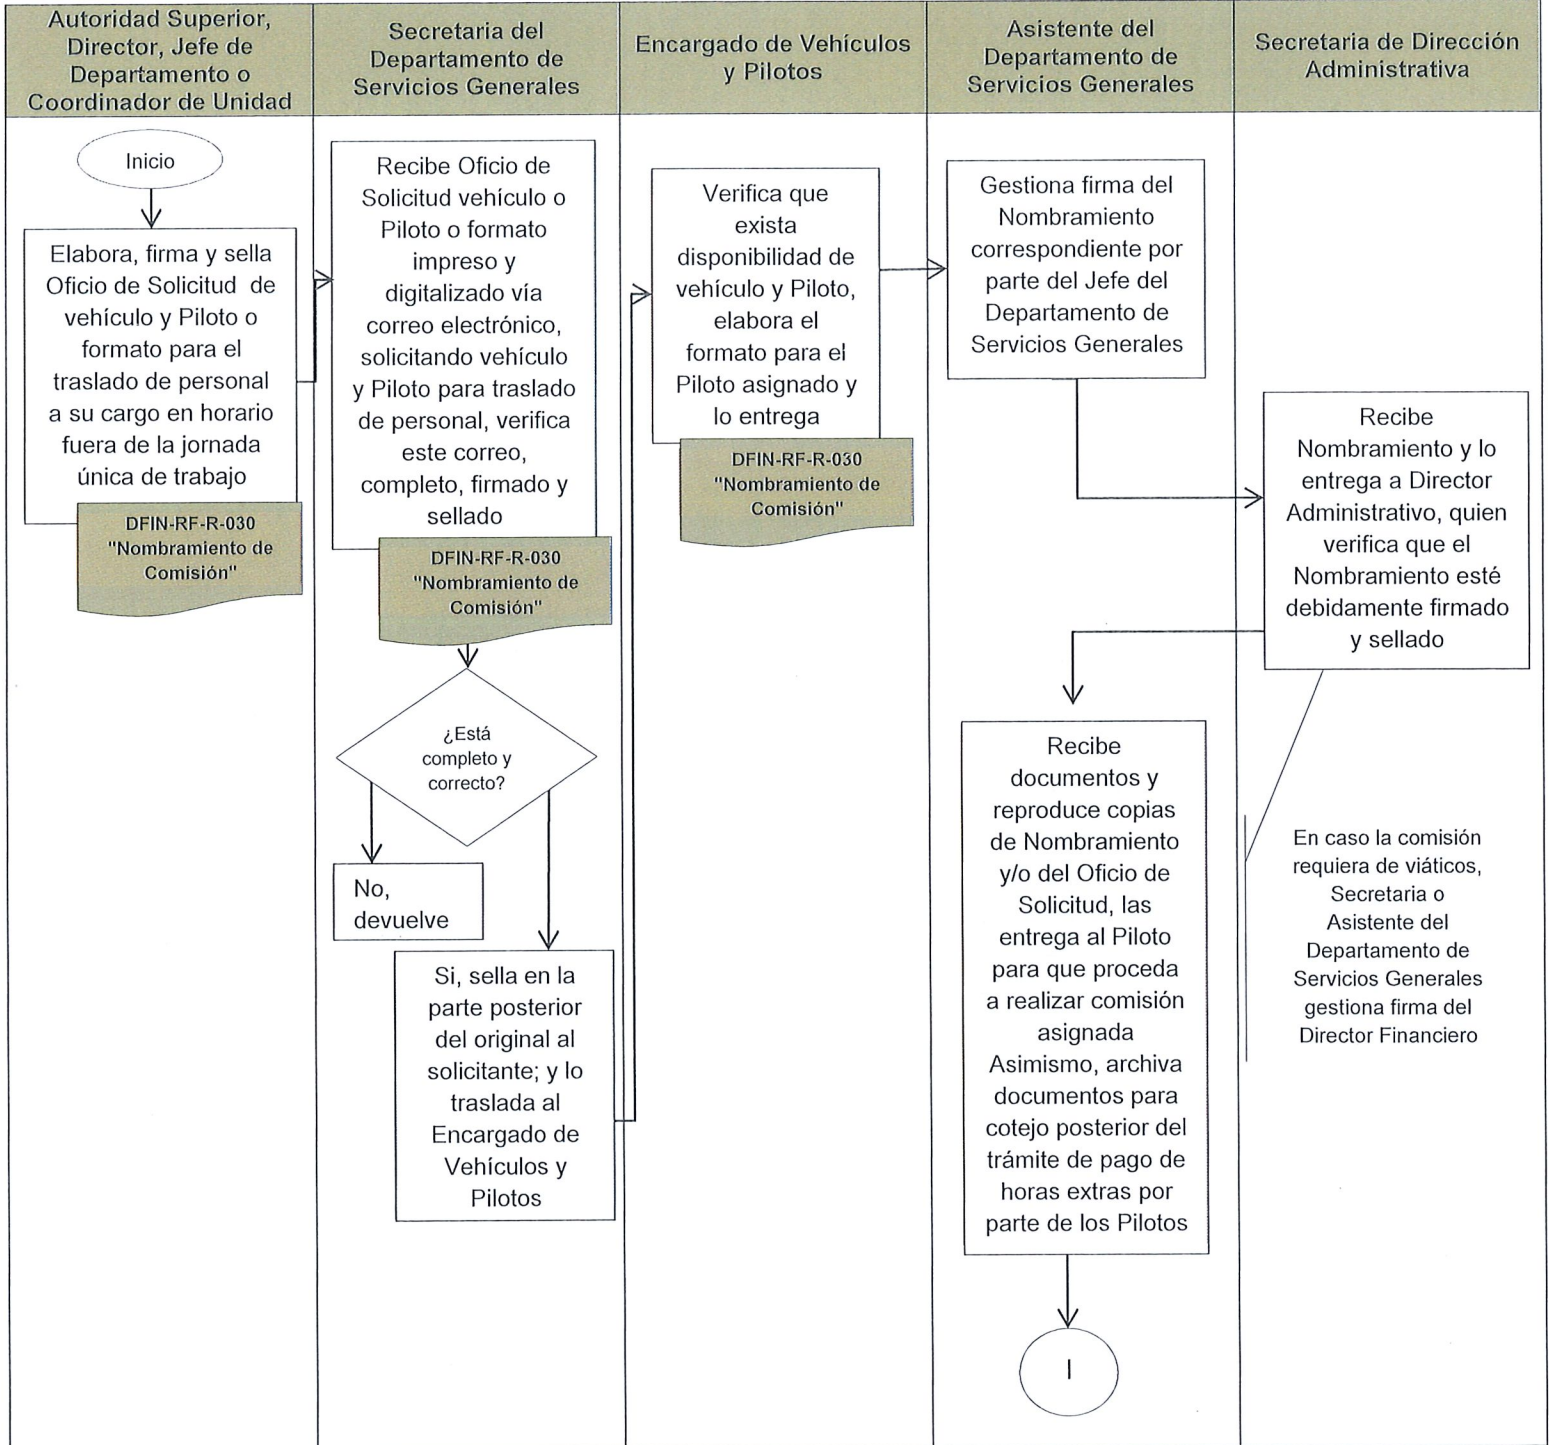 Autoridad Superior,
Director, Jefe de
Departamento o
Coordinador de Unidad
Secretaria del
Departamento de
Servicios Generales
Encargado de Vehículos
y Pilotos
Asistente del
Departamento de
Servicios Generales
Secretaria de Dirección
Administrativa
Inicio
Elabora, firma y sella
Oficio de Solicitud de
vehículo y Piloto o
formato para el
traslado de personal
a su cargo en horario
fuera de la jornada
única de trabajo
DFIN-RF-R-030
"Nombramiento de
Comisión"
Recibe Oficio de
Solicitud vehículo o
Piloto o formato
impreso y
digitalizado vía
correo electrónico,
solicitando vehículo
y Piloto para traslado
de personal, verifica
este correo,
completo, firmado y
sellado
DFIN-RF-R-030
"Nombramiento de
Comisión"
¿Está
completo y
correcto?
No,
devuelve
Si, sella en la
parte posterior
del original al
solicitante; y lo
traslada al
Encargado de
Vehículos y
Pilotos
Verifica que
exista
disponibilidad de
vehículo y Piloto,
elabora el
formato para el
Piloto asignado y
lo entrega
DFIN-RF-R-030
"Nombramiento de
Comisión"
Gestiona firma del
Nombramiento
correspondiente por
parte del Jefe del
Departamento de
Servicios Generales
Recibe
Nombramiento y lo
entrega a Director
Administrativo, quien
verifica que el
Nombramiento esté
debidamente firmado
y sellado
En caso la comisión
requiera de viáticos,
Secretaria o
Asistente del
Departamento de
Servicios Generales
gestiona firma del
Director Financiero
Recibe
documentos y
reproduce copias
de Nombramiento
y/o del Oficio de
Solicitud, las
entrega al Piloto
para que proceda
a realizar comisión
asignada
Asimismo, archiva
documentos para
cotejo posterior del
trámite de pago de
horas extras por
parte de los Pilotos
I